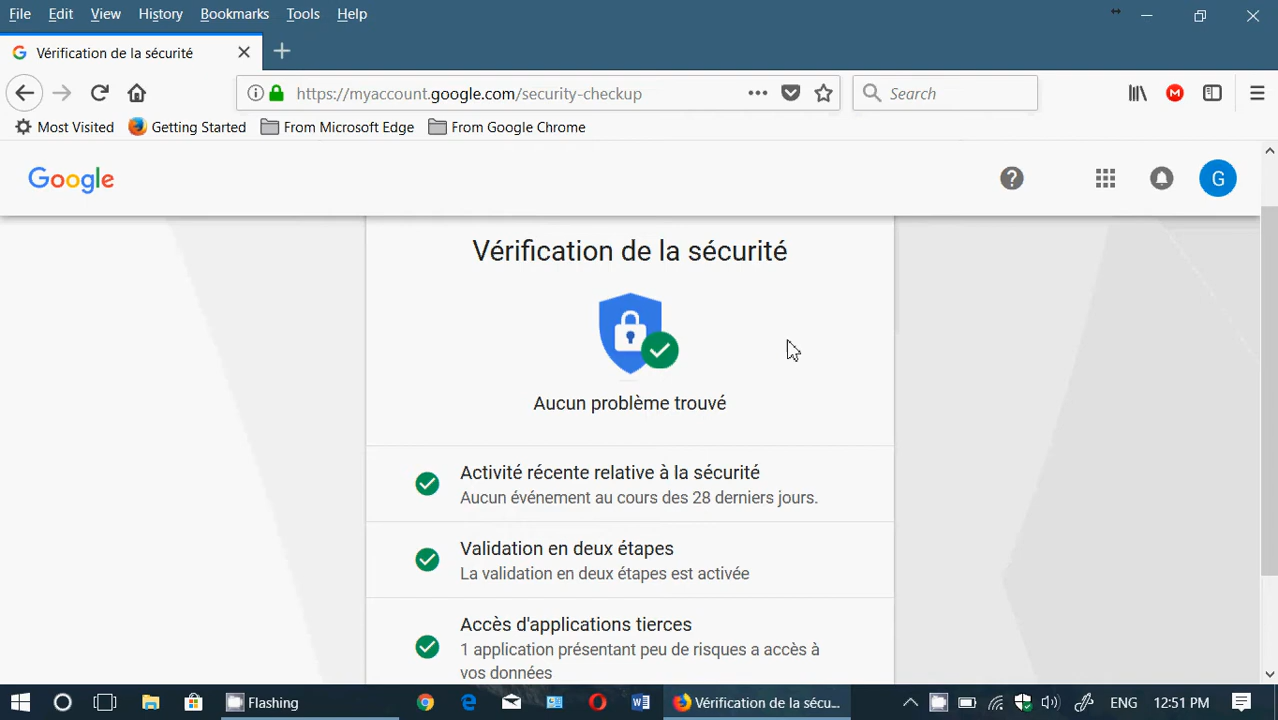 File Edit View History Bookmarks Tools Help
G Vérification de la sécurité
https://myaccount.google.com/security-checkup
Search
M
Most Visited Getting Started From Microsoft Edge From Google Chrome
Google
?
G
Vérification de la sécurité
Aucun problème trouvé
Activité récente relative à la sécurité
Aucun événement au cours des 28 derniers jours.
Validation en deux étapes
La validation en deux étapes est activée
Accès d'applications tierces
1 application présentant peu de risques a accès à
vos données
Flashing
Vérification de la sécu...
ENG
12:51 PM